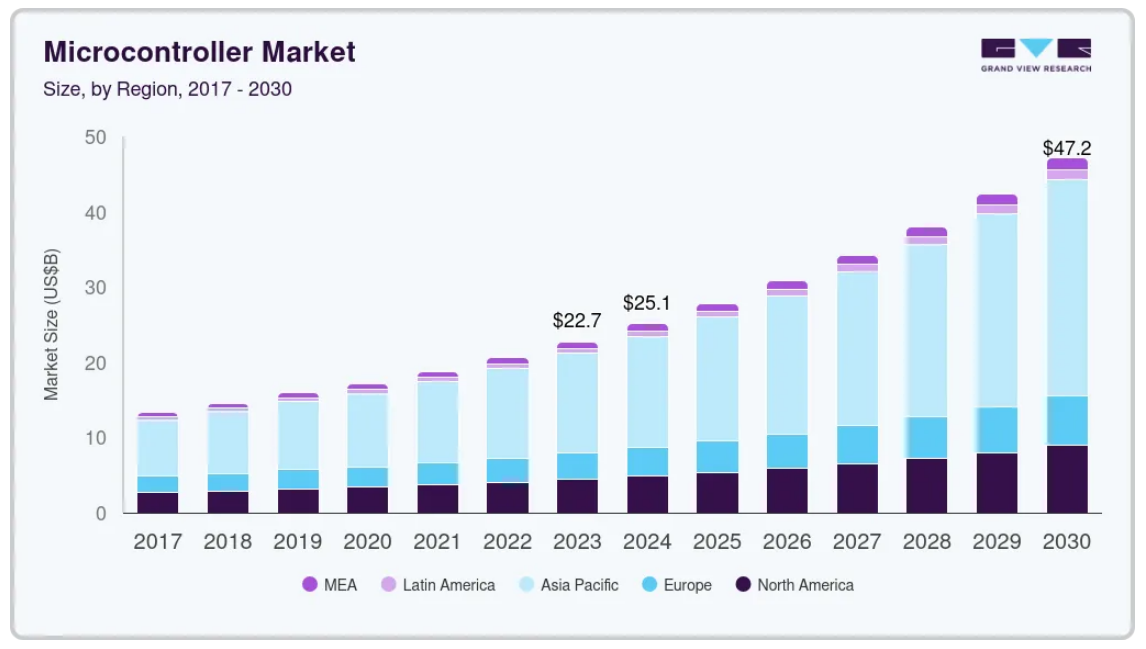 Microcontroller Market
Size, by Region, 2017 - 2030
GRAND VIEW RESEARCH
Market Size (US$B)
50
40
30
20
10
0
$22.7
$25.1
$47.2
2017 2018 2019 2020 2021 2022 2023 2024 2025 2026 2027 2028 2029 2030
MEA Latin America Asia Pacific Europe North America